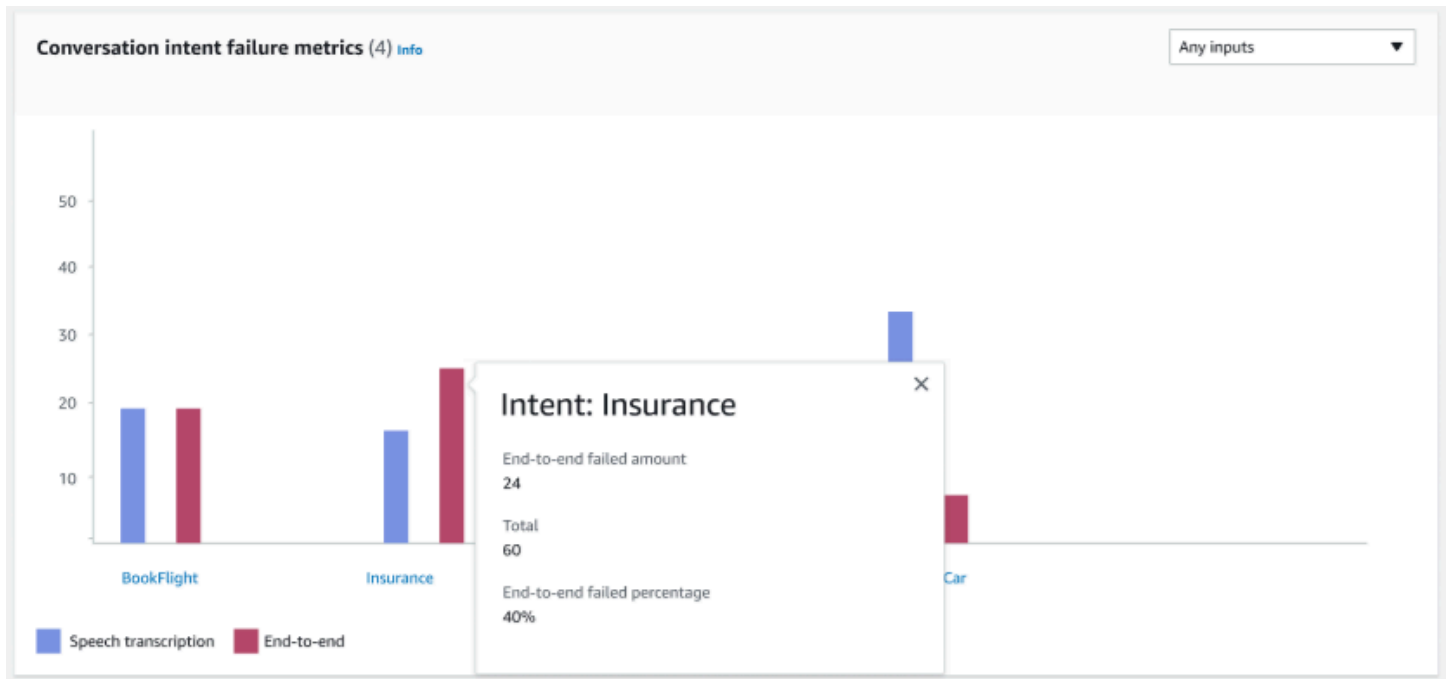 Conversation intent failure metrics (4) Info
Any inputs
50
40
30
20
10
Intent: Insurance
End-to-end failed amount
24
Total
60
End-to-end failed percentage
40%
BookFlight
Insurance
Car
Speech transcription
End-to-end